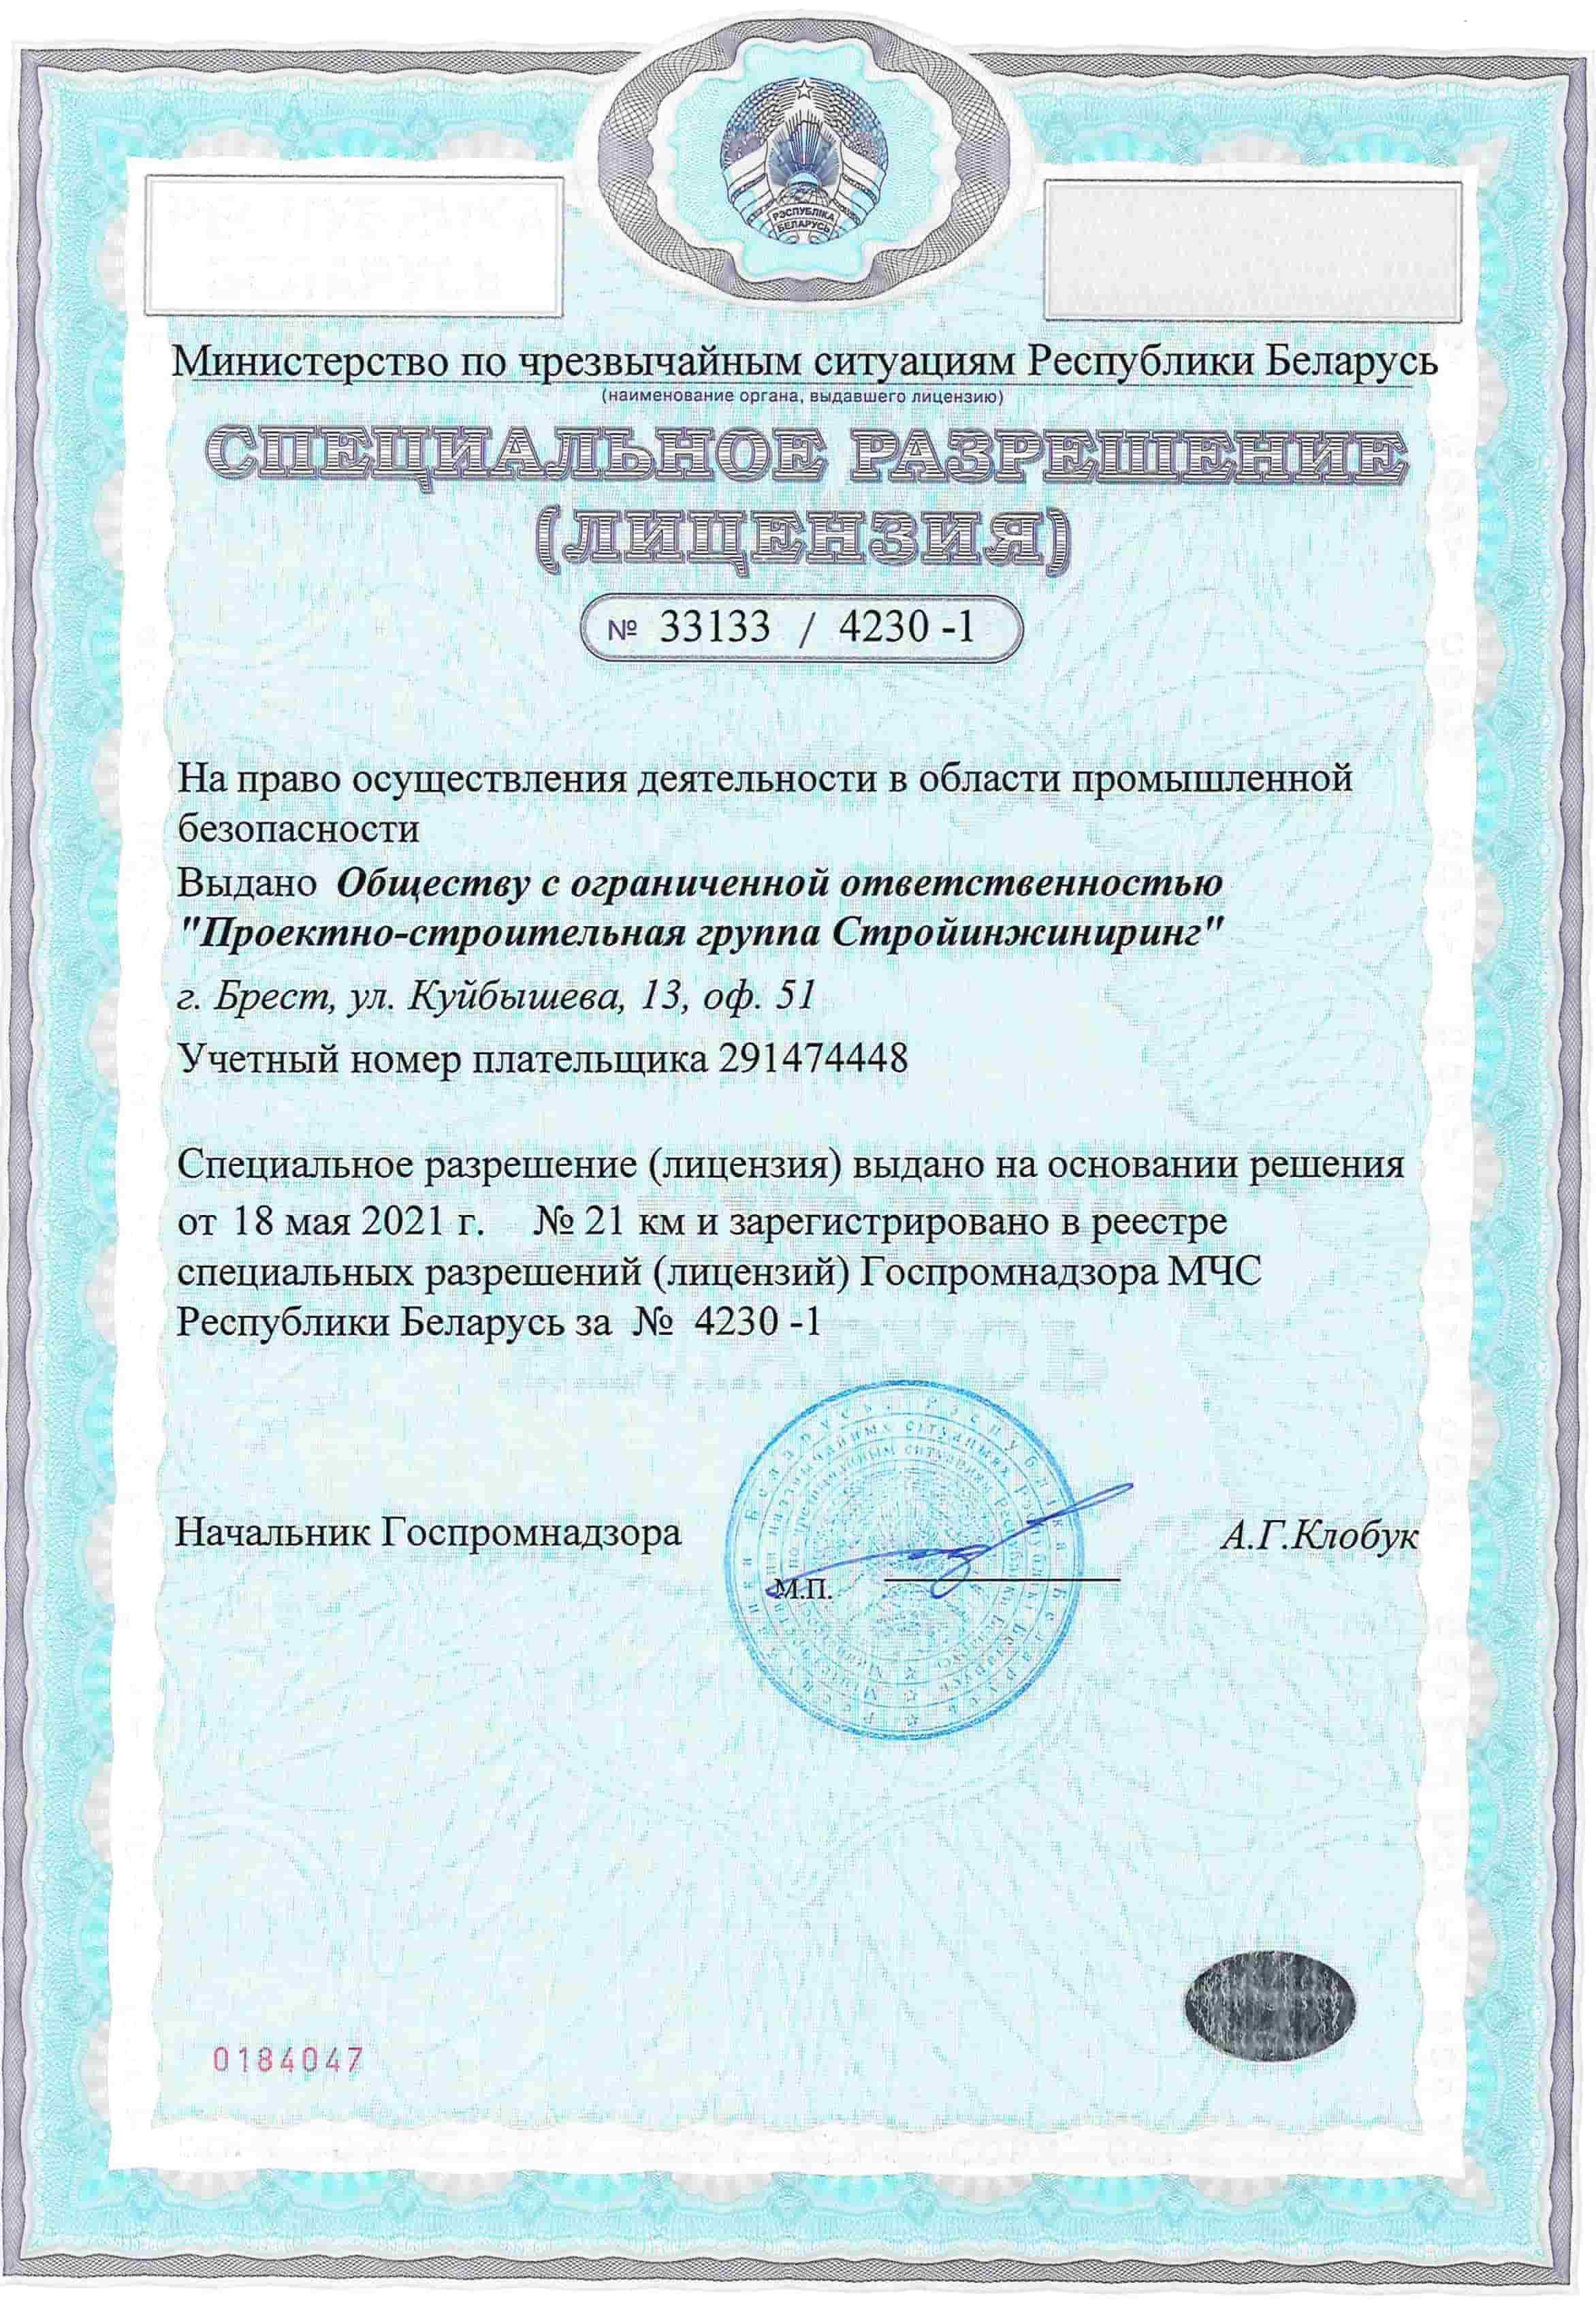 РЭСПУБЛІКА
БЕЛАРУСЬ
Министерство по чрезвычайным ситуациям Республики Беларусь
(наименование органа, выдавшего лицензию)
СПЕЦИАЛЬНОЕ РАЗРЕШЕНИЕ
(ЛИЦЕНЗИЯ)
№ 33133 / 4230 -1
На право осуществления деятельности в области промышленной
безопасности
Выдано Обществу с ограниченной ответственностью
"Проектно-строительная группа Стройинжиниринг"
г. Брест, ул. Куйбышева, 13, оф. 51
Учетный номер плательщика 291474448
Специальное разрешение (лицензия) выдано на основании решения
от 18 мая 2021 г. № 21 км и зарегистрировано в реестре
специальных разрешений (лицензий) Госпромнадзора МЧС
Республики Беларусь за № 4230 -1
Начальник Госпромнадзора
А.Г.Клобук
М.П.
0184047